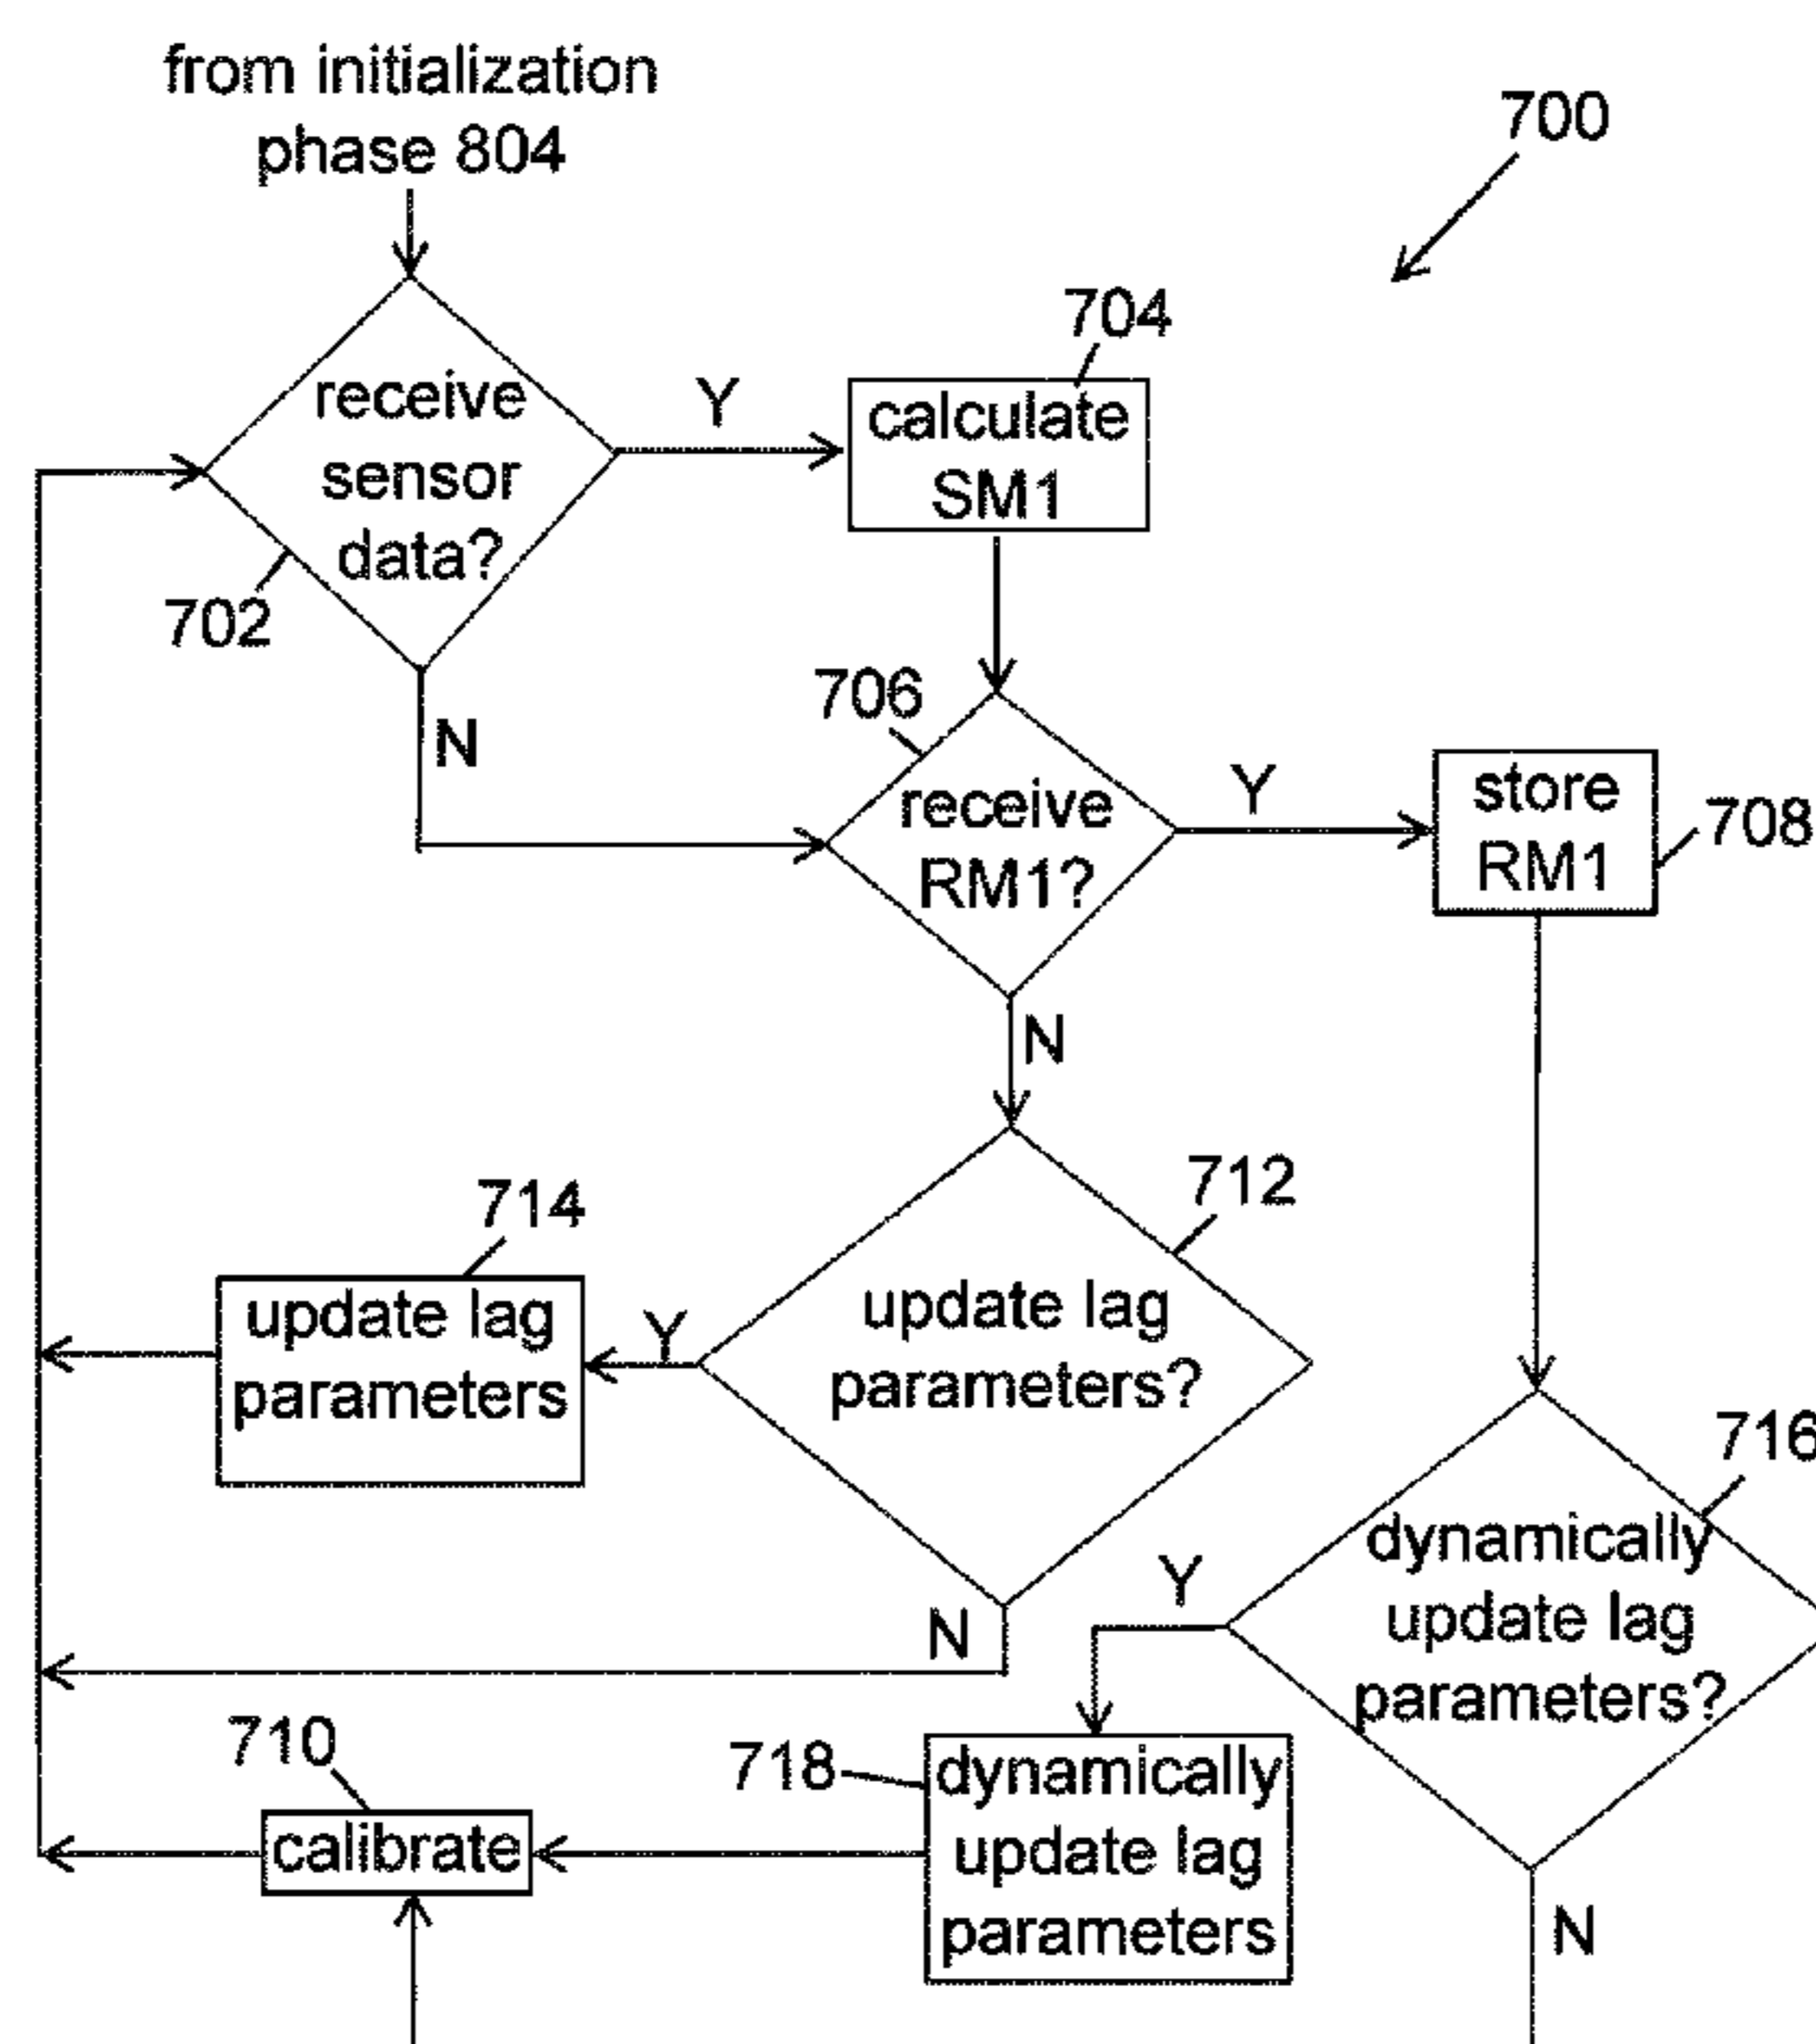 from initialization
phase 804
700
704
receive
sensor
data?
Y
calculate
SM1
702
706
N
receive
RM1?
Y
store
RM1
708
N
712
714
update lag
parameters
Y
update lag
parameters?
716
dynamically
update lag
parameters?
Y
N
710
718
calibrate
dynamically
update lag
parameters
N